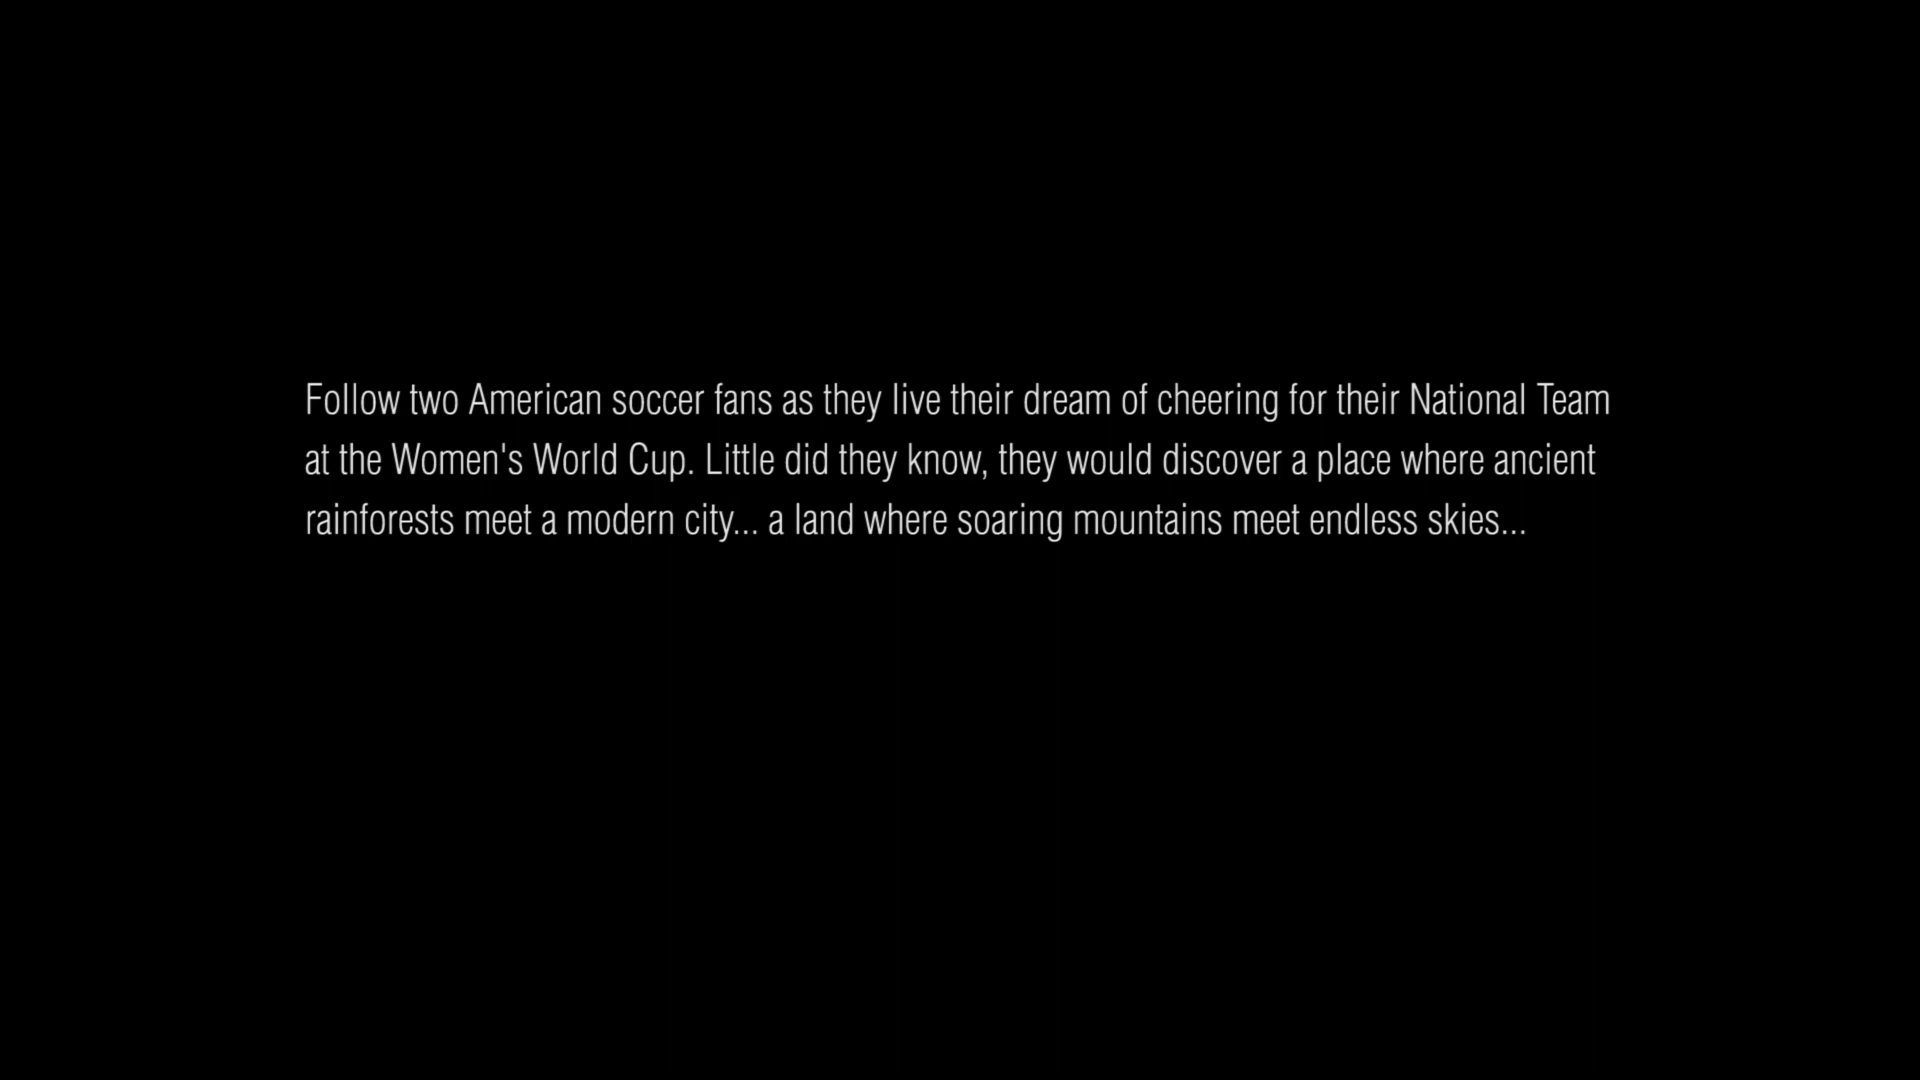 Follow two American soccer fans as they live their dream of cheering for their National Team
at the Women's World Cup. Little did they know, they would discover a place where ancient
rainforests meet a modern city... a land where soaring mountains meet endless skies...